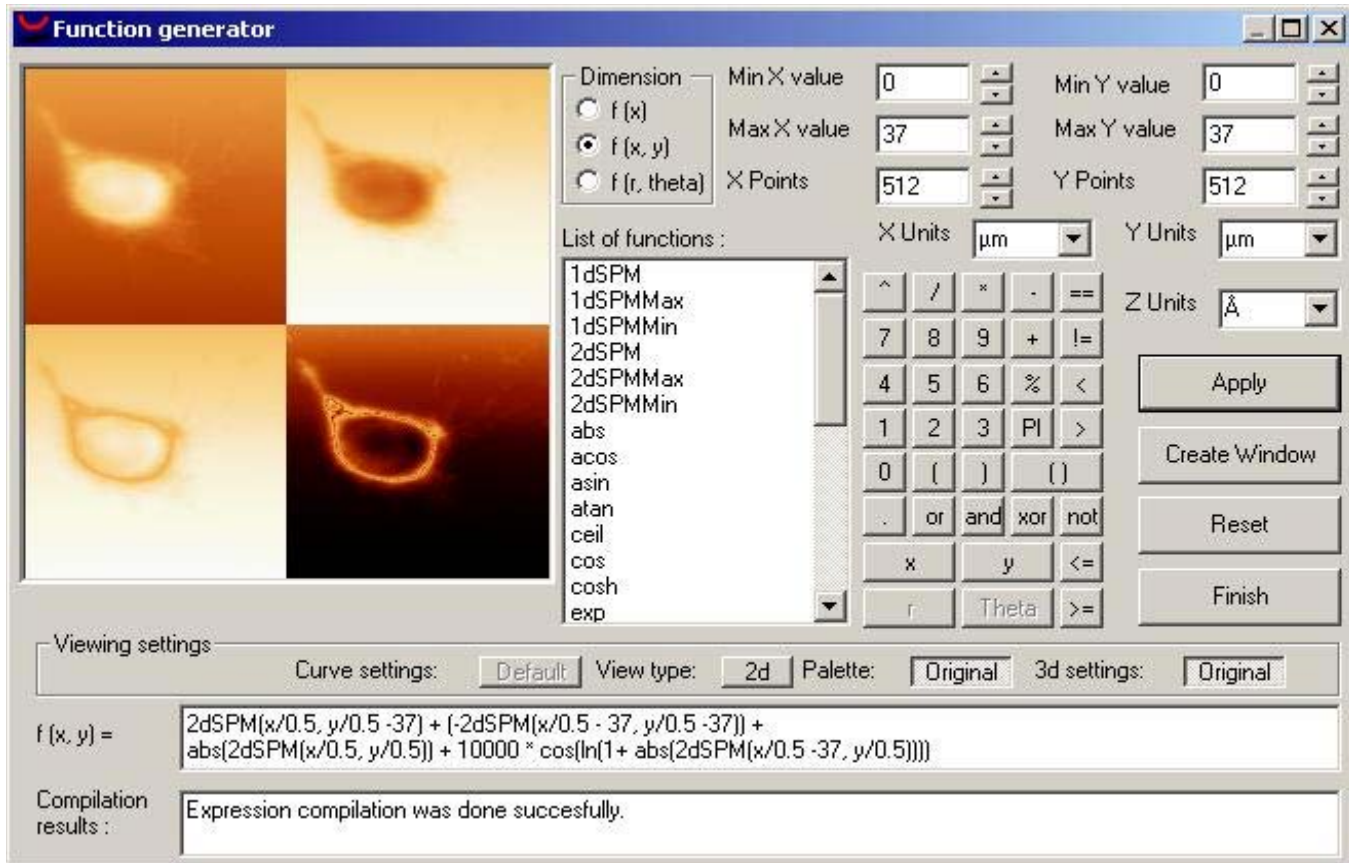 Function generator
Dimension
f (x)
f (x, y)
f (r, theta)
Min X value 0
Min Y value 0
Max X value 37
Max Y value 37
X Points 512
Y Points 512
X Units µm
Y Units µm
Z Units Å
List of functions :
1dSPM
1dSPMMax
1dSPMMin
2dSPM
2dSPMMax
2dSPMMin
abs
acos
asin
atan
ceil
cos
cosh
exp
^ / * - ==
7 8 9 + !=
4 5 6 % <
1 2 3 PI >
0 ( ) ( )
. or and xor not
x y <=
r Theta >=
Apply
Create Window
Reset
Finish
Viewing settings
Curve settings: Default View type: 2d Palette: Original 3d settings: Original
f (x, y) =
2dSPM(x/0.5, y/0.5 -37) + (-2dSPM(x/0.5 - 37, y/0.5 -37)) +
abs(2dSPM(x/0.5, y/0.5)) + 10000 * cos(ln(1+ abs(2dSPM(x/0.5 -37, y/0.5))))
Compilation
results :
Expression compilation was done succesfully.